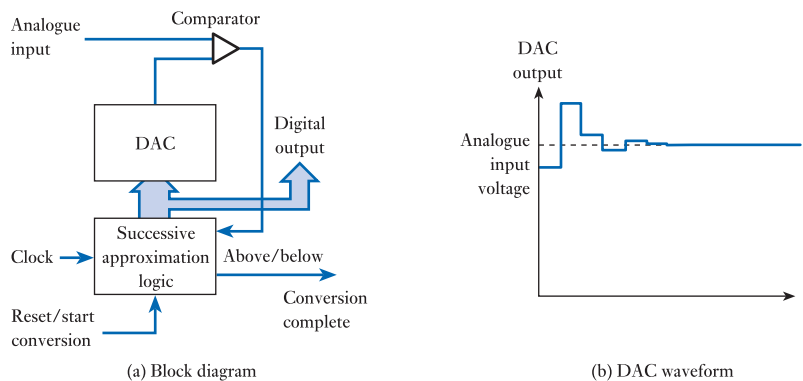 Analogue
input
Comparator
DAC
Digital
output
Successive
approximation
logic
Clock
Above/below
Conversion
complete
Reset/start
conversion
(a) Block diagram
DAC
output
Analogue
input
voltage
(b) DAC waveform